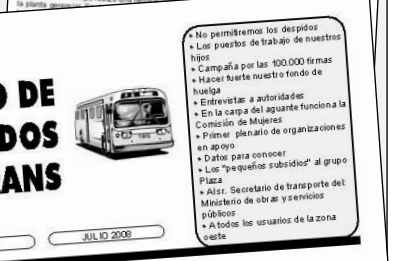 la planta
O DE
DOS
ANS
JULIO 2008
• No permitiremos los despidos
• Los puestos de trabajo de nuestros
hijos
• Campaña por las 100.000 firmas
• Hacer fuerte nuestro fondo de
huelga
• Entrevistas a autoridades
• En la carpa del aguante funciona la
Comisión de Mujeres
• Primer plenario de organizaciones
en apoyo
• Datos para conocer
• Los "pequeños subsidios" al grupo
Plaza
• Alsr. Secretario de transporte del:
Ministerio de obras y servicios
públicos
• A todos los usuarios de la zona
oeste